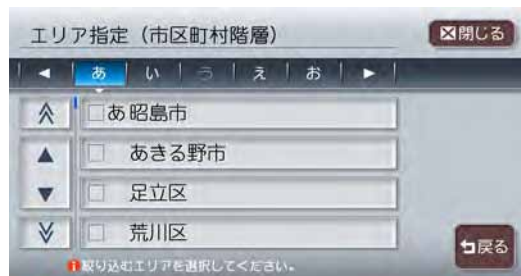 エリア指定（市区町村階層）
閉じる
あ い う え お
あ 昭島市
あきる野市
足立区
荒川区
絞り込むエリアを選択してください。
戻る